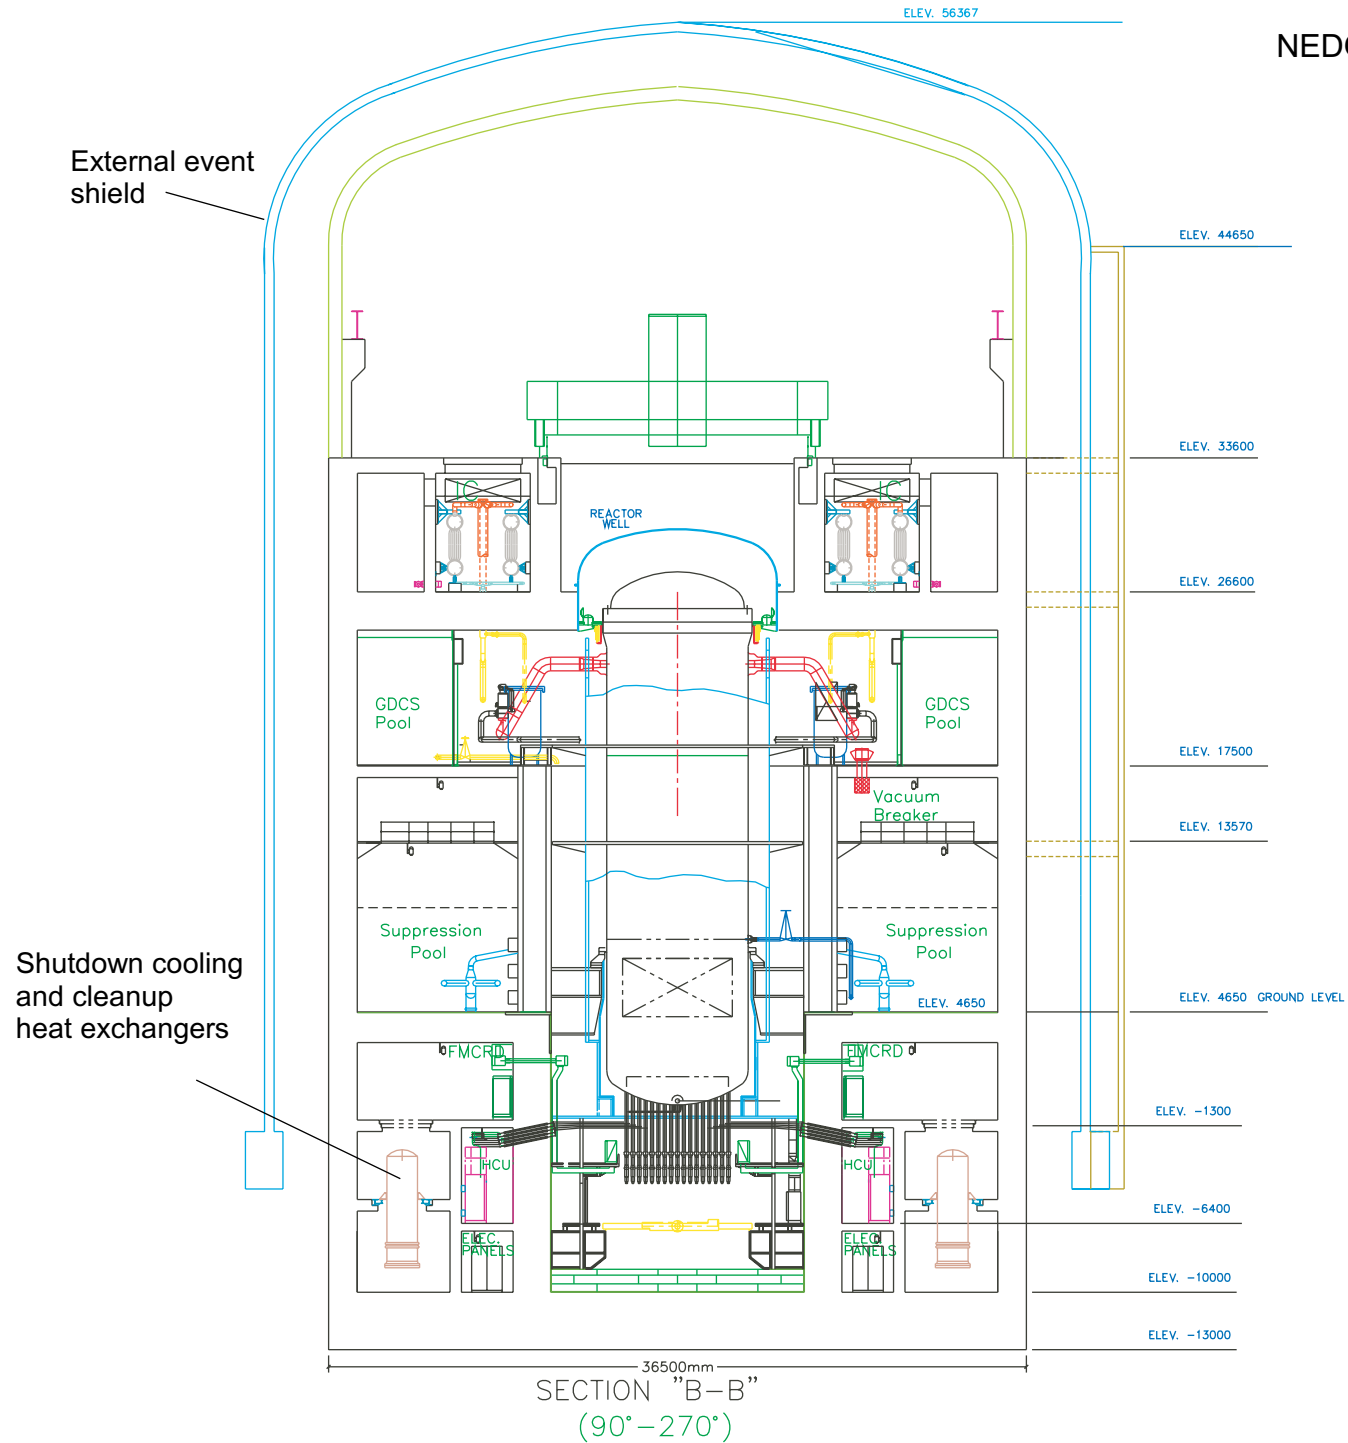 ELEV. 56367
NEDO
External event
shield
ELEV. 44650
ELEV. 33600
IC
IC
REACTOR
WELL
ELEV. 26600
GDCS
Pool
GDCS
Pool
ELEV. 17500
Vacuum
Breaker
ELEV. 13570
Suppression
Pool
Suppression
Pool
Shutdown cooling
and cleanup
heat exchangers
ELEV. 4650
ELEV. 4650 GROUND LEVEL
FMCRD
FMCRD
ELEV. -1300
HCU
HCU
ELEV. -6400
ELEC.
PANELS
ELEC.
PANELS
ELEV. -10000
ELEV. -13000
36500mm
SECTION "B-B"
(90°-270°)